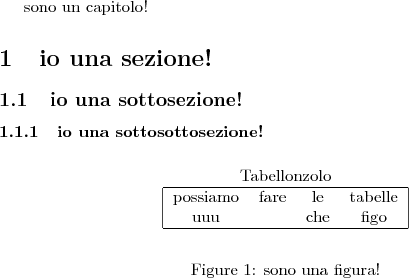 sono un capitolo!
1 io una sezione!
1.1 io una sottosezione!
1.1.1 io una sottosottosezione!
Tabellonzolo
possiamo fare le tabelle
uuu che figo
Figure 1: sono una figura!